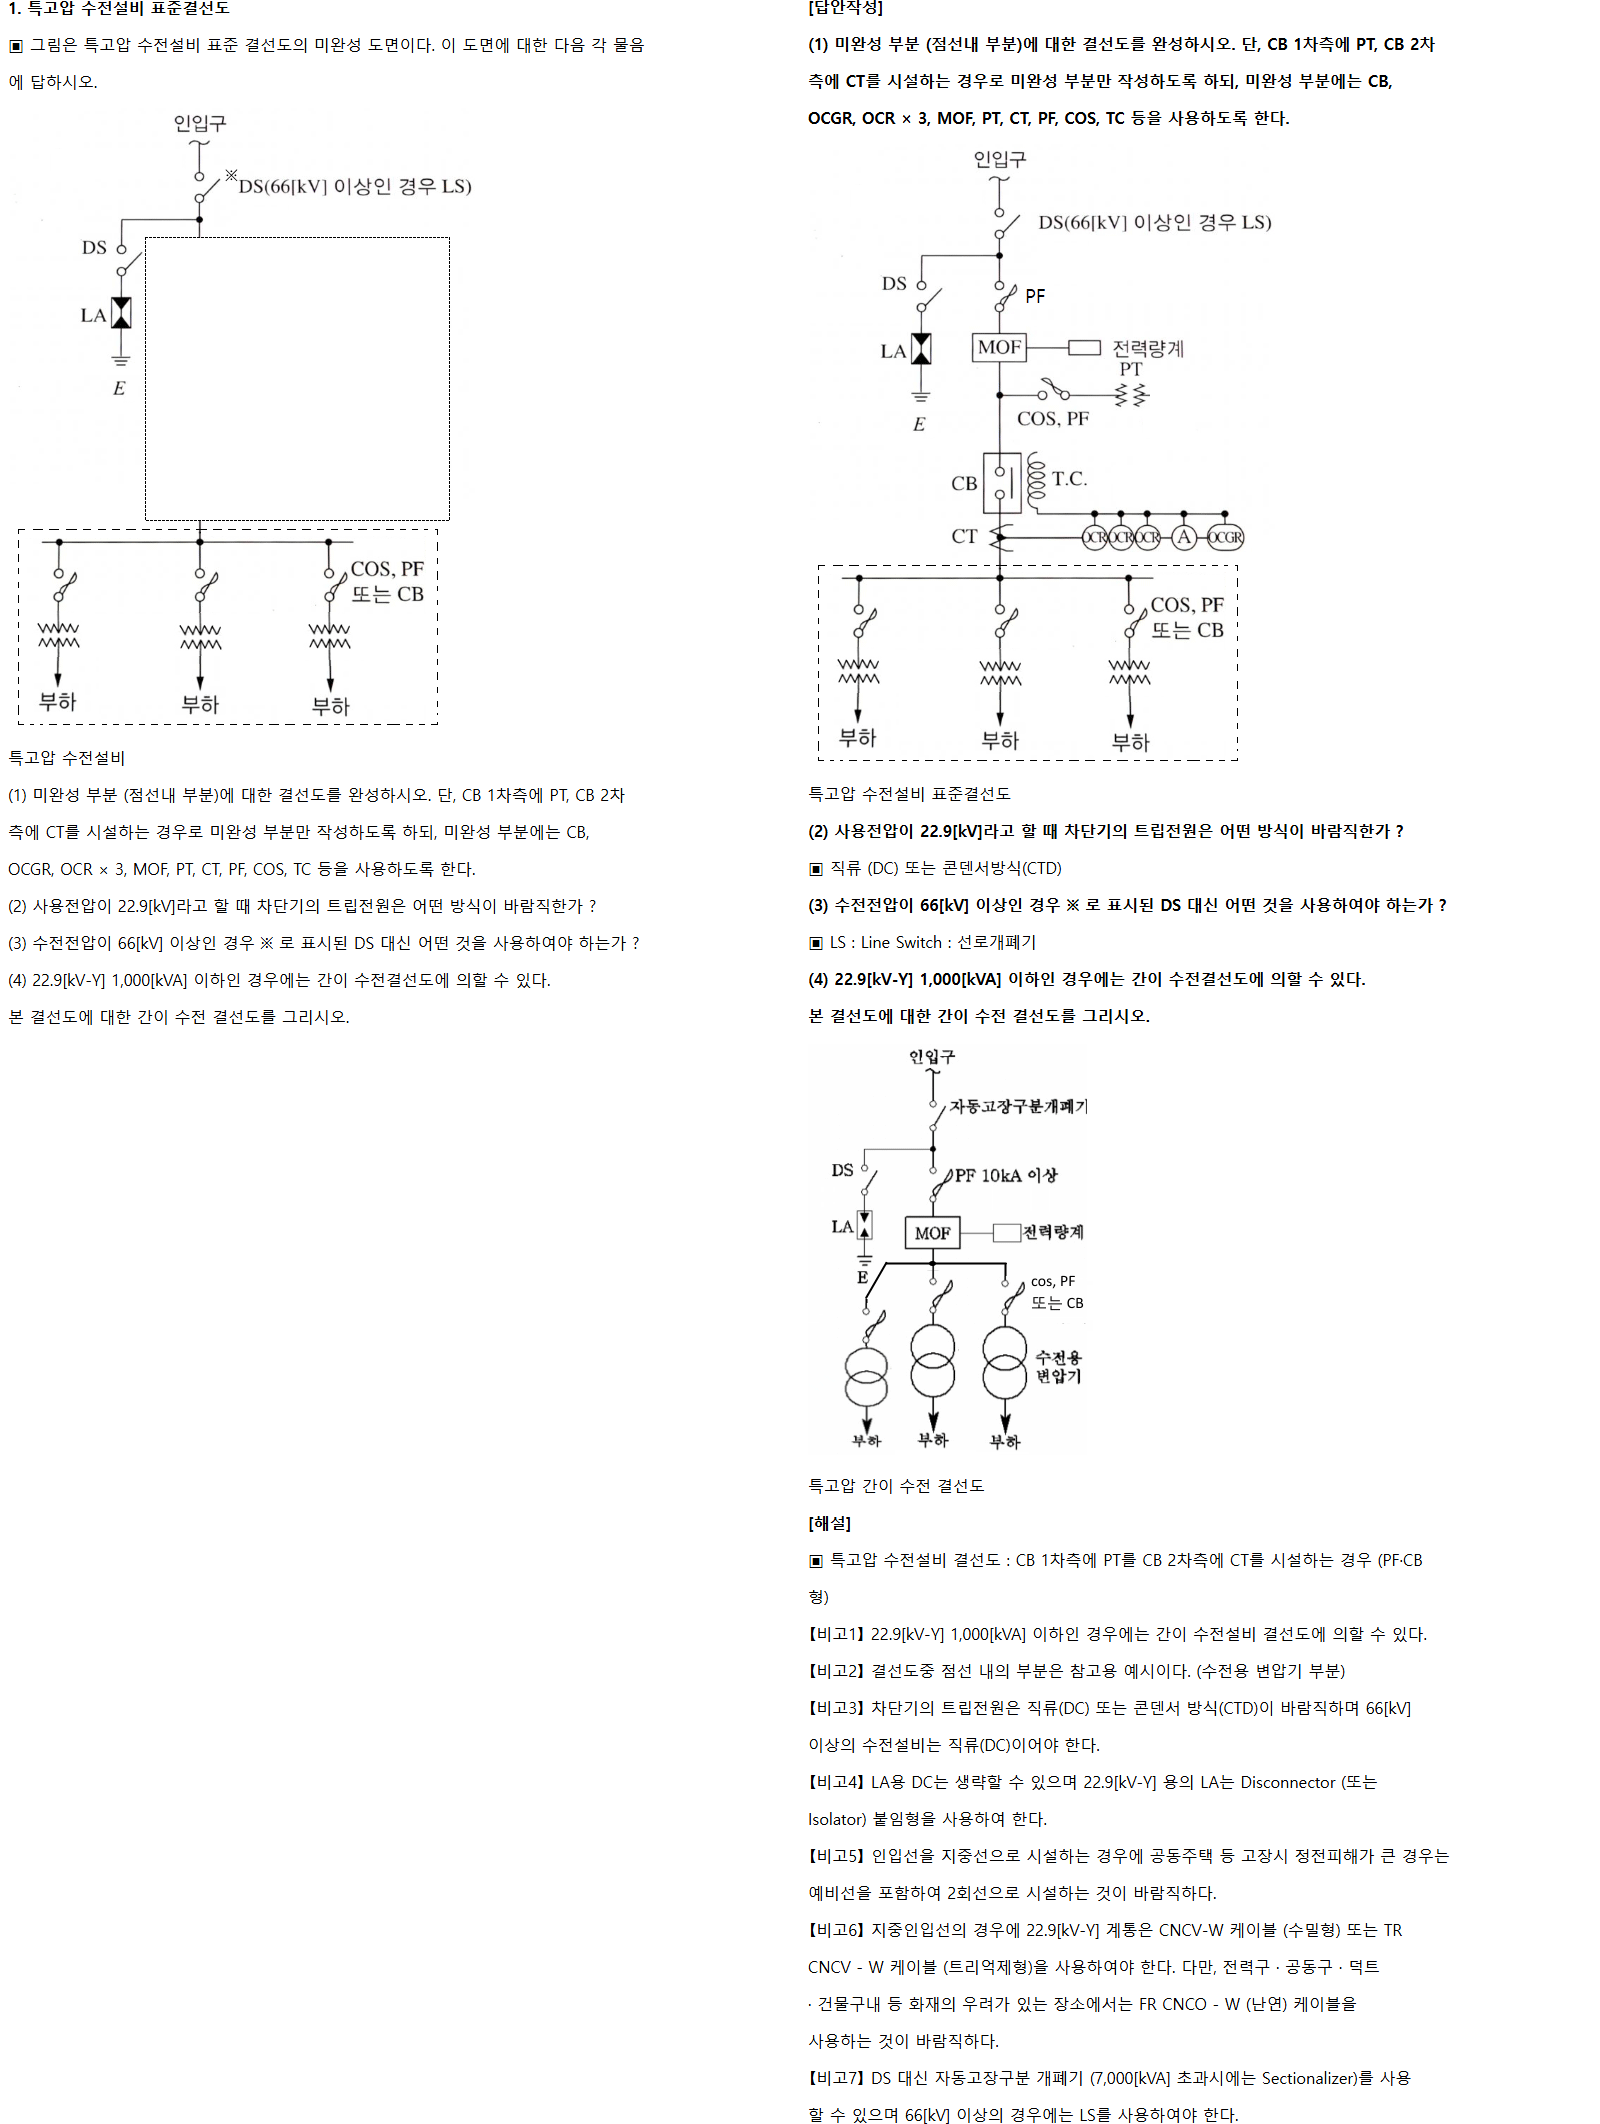 1. 특고압 수전설비 표준결선도
▣ 그림은 특고압 수전설비 표준 결선도의 미완성 도면이다. 이 도면에 대한 다음 각 물음
에 답하시오.
인입구
※
DS(66[kV] 이상인 경우 LS)
DS
LA
E
COS, PF
또는 CB
부하
부하
부하
특고압 수전설비
(1) 미완성 부분 (점선내 부분)에 대한 결선도를 완성하시오. 단, CB 1차측에 PT, CB 2차
측에 CT를 시설하는 경우로 미완성 부분만 작성하도록 하되, 미완성 부분에는 CB,
OCGR, OCR × 3, MOF, PT, CT, PF, COS, TC 등을 사용하도록 한다.
(2) 사용전압이 22.9[kV]라고 할 때 차단기의 트립전원은 어떤 방식이 바람직한가 ?
(3) 수전전압이 66[kV] 이상인 경우 ※ 로 표시된 DS 대신 어떤 것을 사용하여야 하는가 ?
(4) 22.9[kV-Y] 1,000[kVA] 이하인 경우에는 간이 수전결선도에 의할 수 있다.
본 결선도에 대한 간이 수전 결선도를 그리시오.
[답안작성]
(1) 미완성 부분 (점선내 부분)에 대한 결선도를 완성하시오. 단, CB 1차측에 PT, CB 2차
측에 CT를 시설하는 경우로 미완성 부분만 작성하도록 하되, 미완성 부분에는 CB,
OCGR, OCR × 3, MOF, PT, CT, PF, COS, TC 등을 사용하도록 한다.
인입구
DS(66[kV] 이상인 경우 LS)
DS
PF
LA
MOF
전력량계
PT
COS, PF
E
CB
T.C.
CT
OCR OCR OCR A OCGR
COS, PF
또는 CB
부하
부하
부하
특고압 수전설비 표준결선도
(2) 사용전압이 22.9[kV]라고 할 때 차단기의 트립전원은 어떤 방식이 바람직한가 ?
▣ 직류 (DC) 또는 콘덴서방식(CTD)
(3) 수전전압이 66[kV] 이상인 경우 ※ 로 표시된 DS 대신 어떤 것을 사용하여야 하는가 ?
▣ LS : Line Switch : 선로개폐기
(4) 22.9[kV-Y] 1,000[kVA] 이하인 경우에는 간이 수전결선도에 의할 수 있다.
본 결선도에 대한 간이 수전 결선도를 그리시오.
인입구
자동고장구분개폐기
DS
PF 10kA 이상
LA
MOF
전력량계
E
cos, PF
또는 CB
수전용
변압기
부하
부하
부하
특고압 간이 수전 결선도
[해설]
▣ 특고압 수전설비 결선도 : CB 1차측에 PT를 CB 2차측에 CT를 시설하는 경우 (PF·CB
형)
【비고1】 22.9[kV-Y] 1,000[kVA] 이하인 경우에는 간이 수전설비 결선도에 의할 수 있다.
【비고2】 결선도중 점선 내의 부분은 참고용 예시이다. (수전용 변압기 부분)
【비고3】 차단기의 트립전원은 직류(DC) 또는 콘덴서 방식(CTD)이 바람직하며 66[kV]
이상의 수전설비는 직류(DC)이어야 한다.
【비고4】 LA용 DC는 생략할 수 있으며 22.9[kV-Y] 용의 LA는 Disconnector (또는
Isolator) 붙임형을 사용하여 한다.
【비고5】 인입선을 지중선으로 시설하는 경우에 공동주택 등 고장시 정전피해가 큰 경우는
예비선을 포함하여 2회선으로 시설하는 것이 바람직하다.
【비고6】 지중인입선의 경우에 22.9[kV-Y] 계통은 CNCV-W 케이블 (수밀형) 또는 TR
CNCV - W 케이블 (트리억제형)을 사용하여야 한다. 다만, 전력구 · 공동구 · 덕트
· 건물구내 등 화재의 우려가 있는 장소에서는 FR CNCO - W (난연) 케이블을
사용하는 것이 바람직하다.
【비고7】 DS 대신 자동고장구분 개폐기 (7,000[kVA] 초과시에는 Sectionalizer)를 사용
할 수 있으며 66[kV] 이상의 경우에는 LS를 사용하여야 한다.